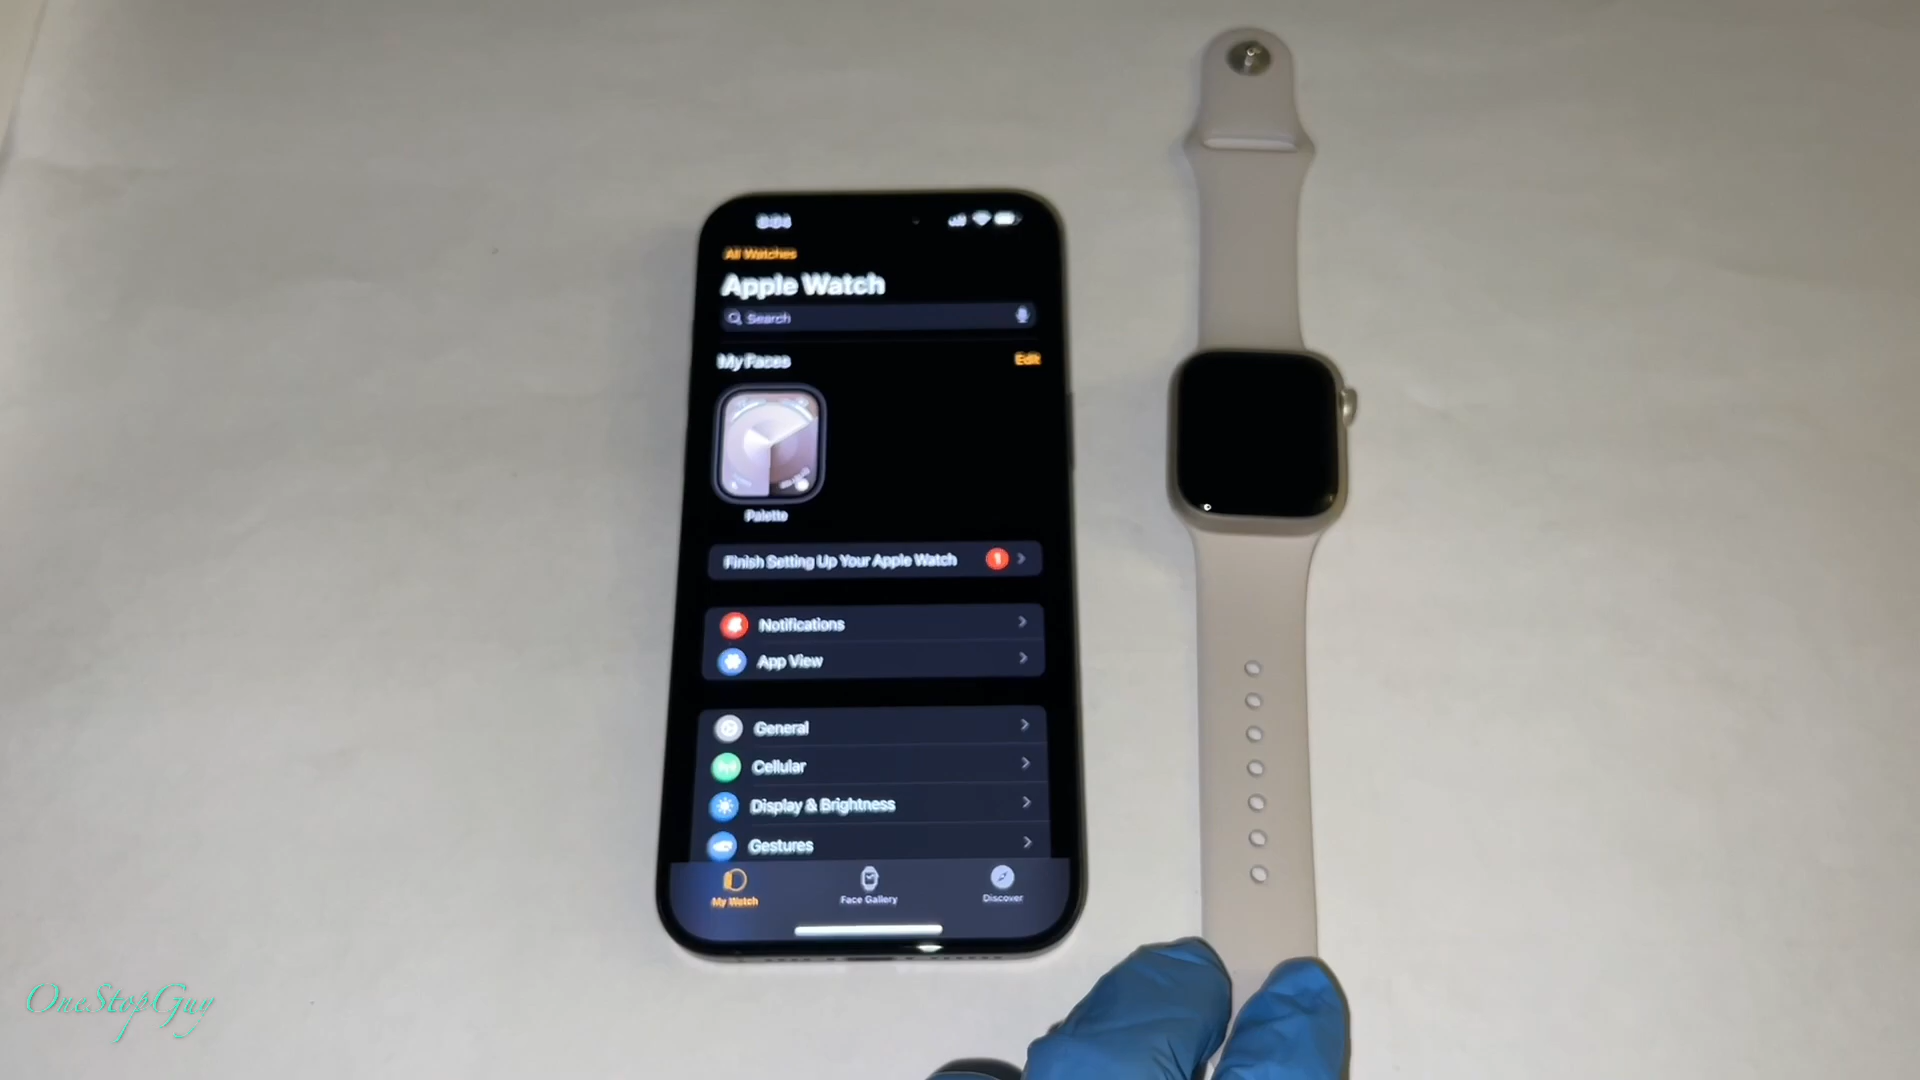 All Watches
Apple Watch
Search
My Faces
Edit
Palette
Finish Setting Up Your Apple Watch 1
Notifications
App View
General
Cellular
Display & Brightness
Gestures
My Watch
Face Gallery
Discover
OneStopGuy